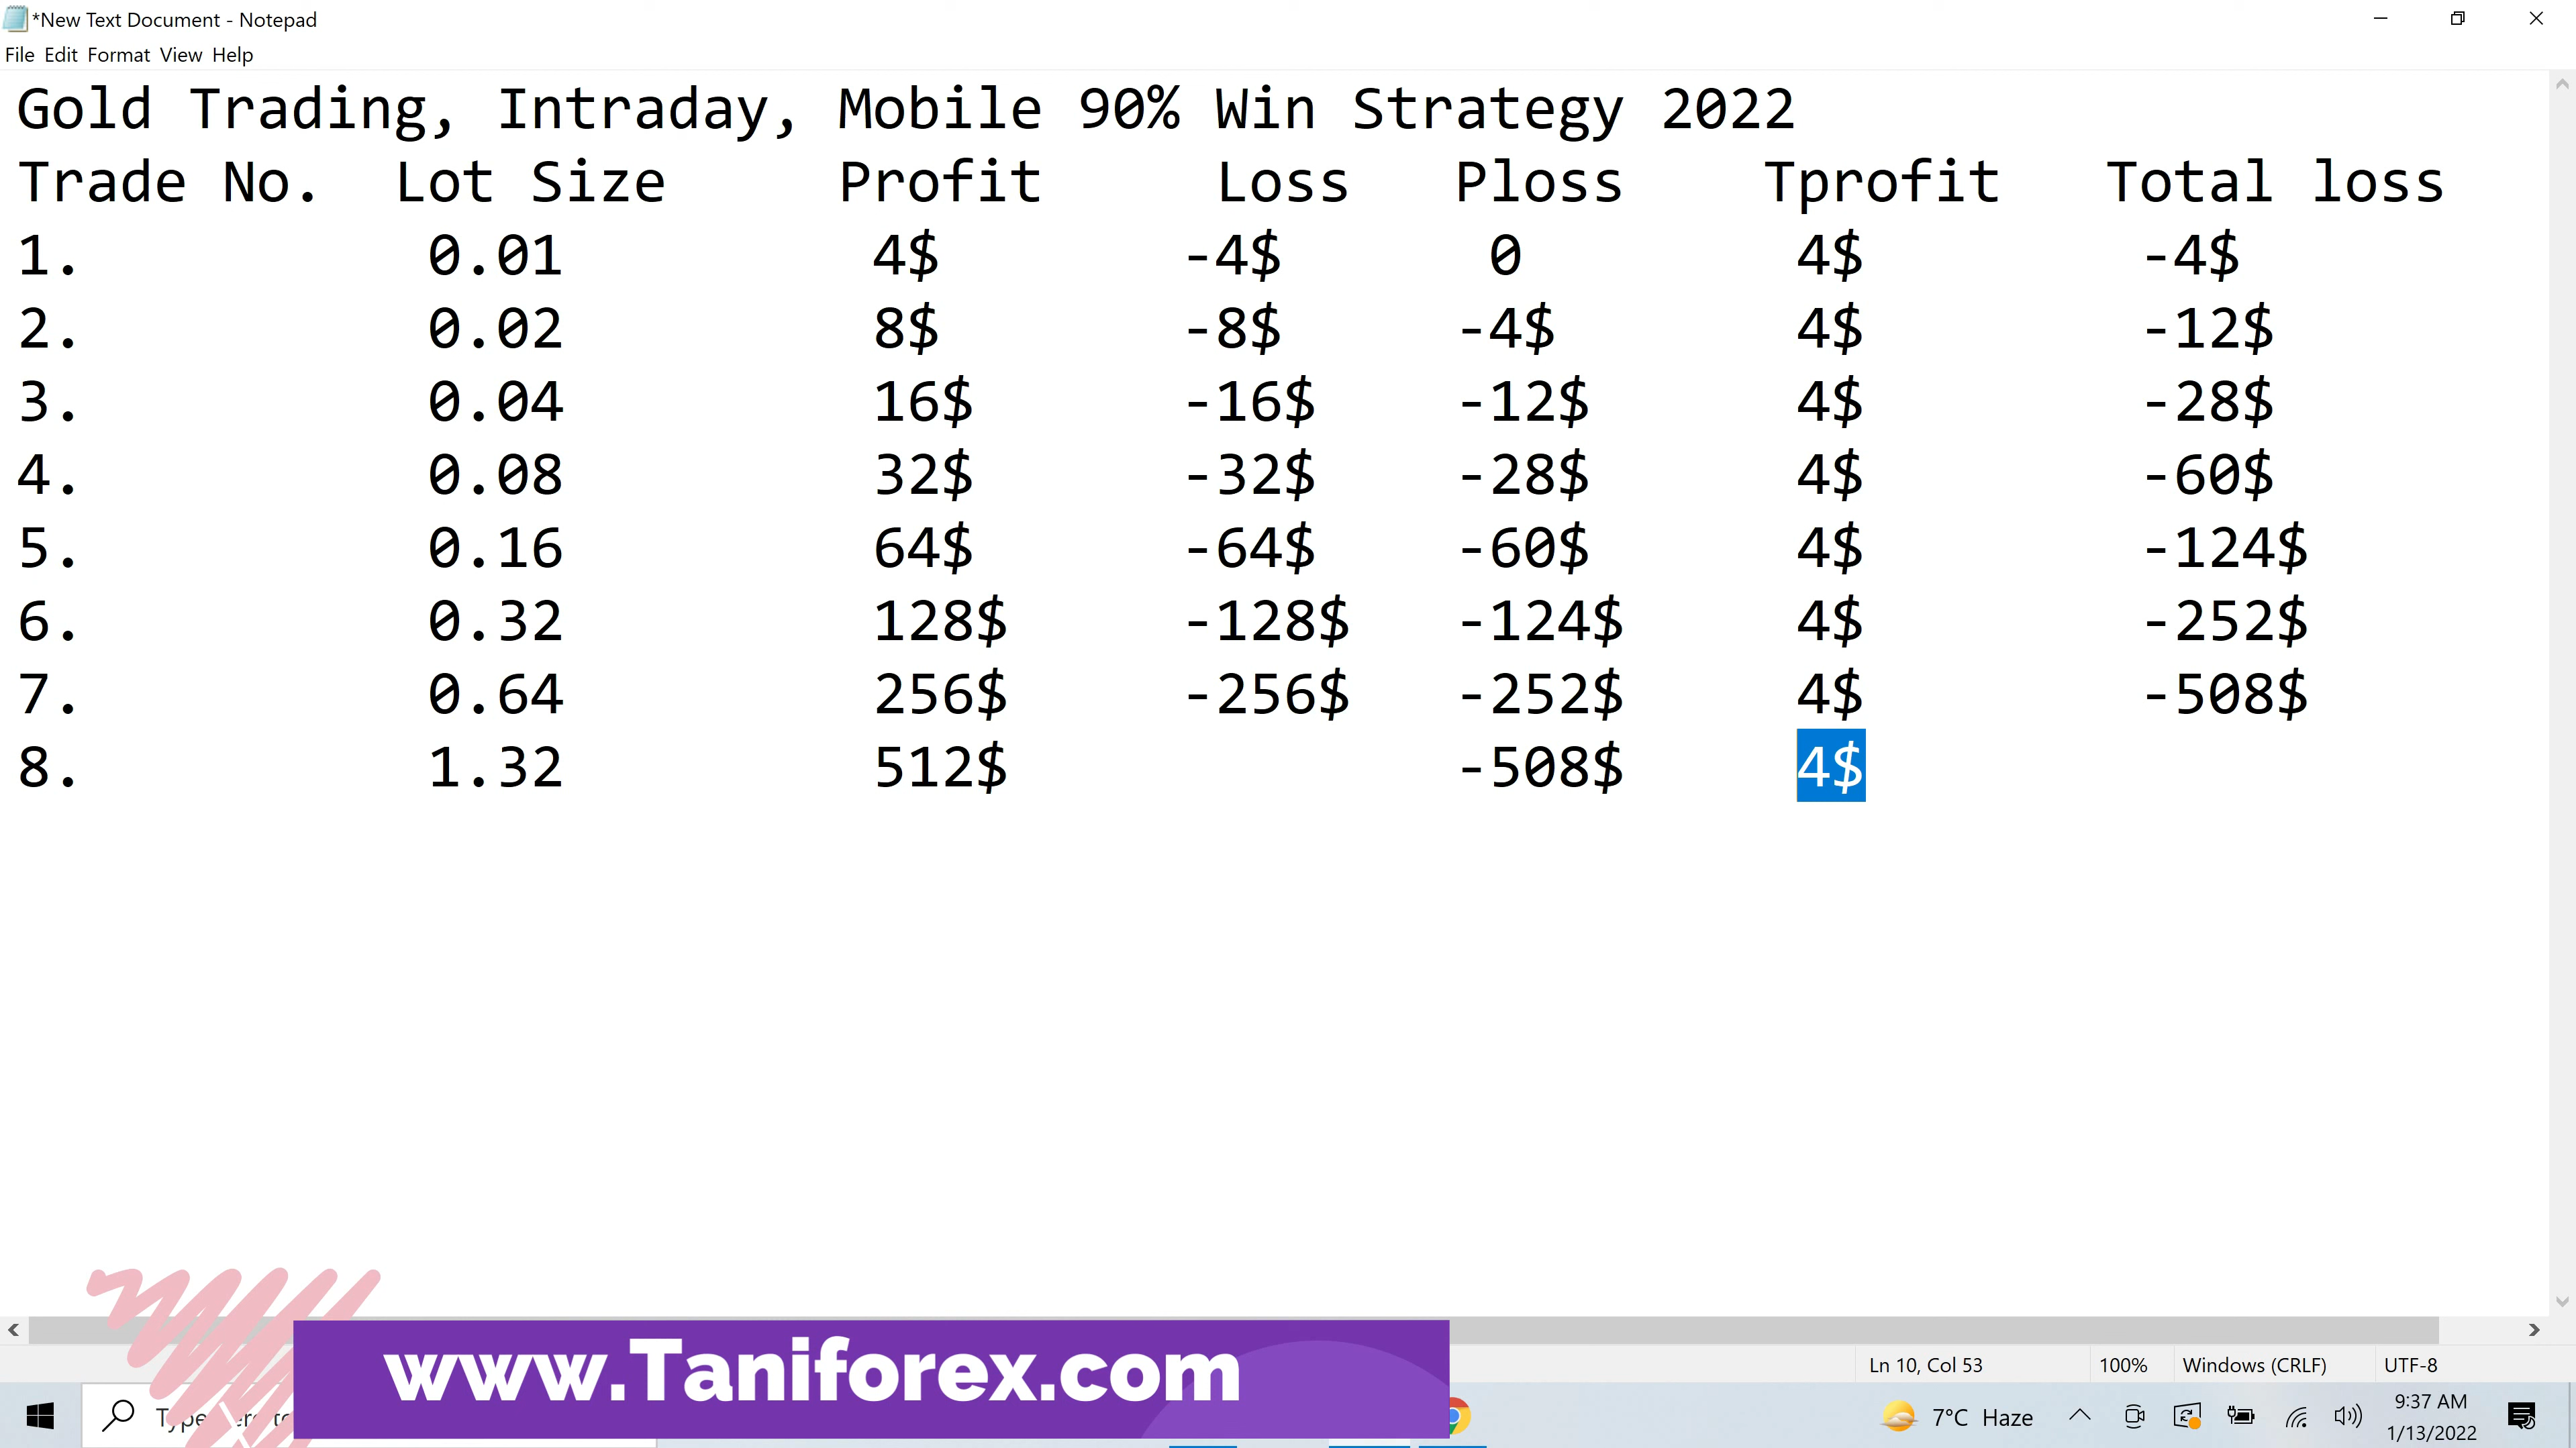 *New Text Document - Notepad
File Edit Format View Help
Gold Trading, Intraday, Mobile 90% Win Strategy 2022
Trade No. Lot Size Profit Loss Ploss Tprofit Total loss
1. 0.01 4$ -4$ 0 4$ -4$
2. 0.02 8$ -8$ -4$ 4$ -12$
3. 0.04 16$ -16$ -12$ 4$ -28$
4. 0.08 32$ -32$ -28$ 4$ -60$
5. 0.16 64$ -64$ -60$ 4$ -124$
6. 0.32 128$ -128$ -124$ 4$ -252$
7. 0.64 256$ -256$ -252$ 4$ -508$
8. 1.32 512$ -508$ 4$
Ln 10, Col 53 100% Windows (CRLF) UTF-8
www.Taniforex.com
7°C Haze
9:37 AM
1/13/2022